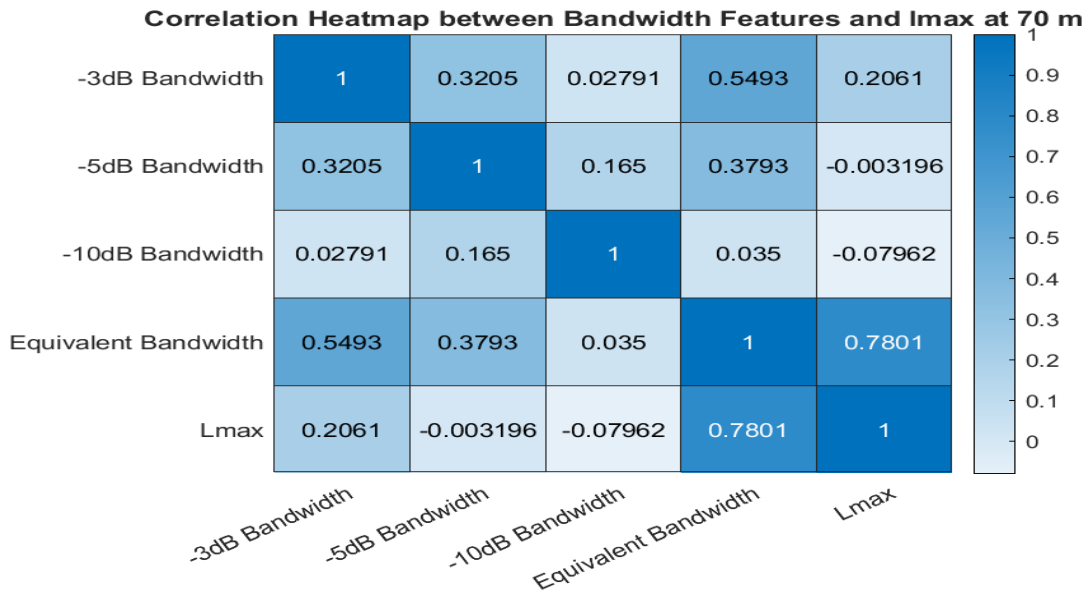 Correlation Heatmap between Bandwidth Features and lmax at 70 m
-3dB Bandwidth 1 0.3205 0.02791 0.5493 0.2061
-5dB Bandwidth 0.3205 1 0.165 0.3793 -0.003196
-10dB Bandwidth 0.02791 0.165 1 0.035 -0.07962
Equivalent Bandwidth 0.5493 0.3793 0.035 1 0.7801
Lmax 0.2061 -0.003196 -0.07962 0.7801 1
-3dB Bandwidth
-5dB Bandwidth
-10dB Bandwidth
Equivalent Bandwidth
Lmax
1
0.9
0.8
0.7
0.6
0.5
0.4
0.3
0.2
0.1
0